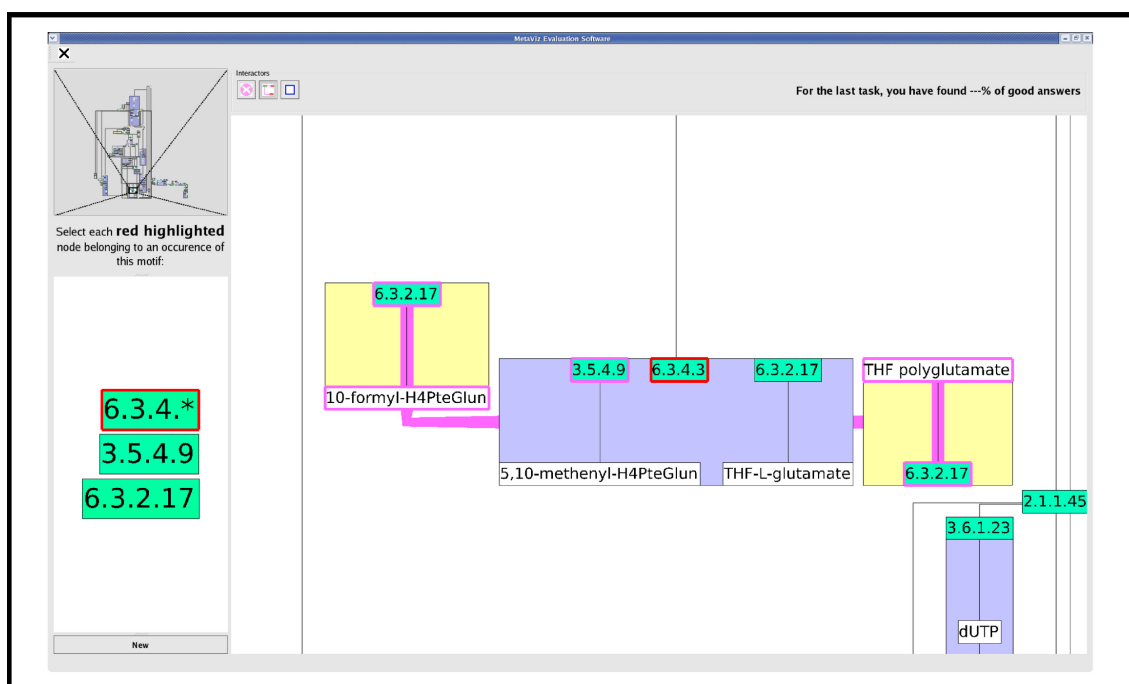 MetaViz Evaluation Software
Interactors
For the last task, you have found ---% of good answers
Select each red highlighted
node belonging to an occurence of
this motif:
6.3.4.*
3.5.4.9
6.3.2.17
New
6.3.2.17
10-formyl-H4PteGlun
3.5.4.9
6.3.4.3
6.3.2.17
5,10-methenyl-H4PteGlun
THF-L-glutamate
THF polyglutamate
6.3.2.17
2.1.1.45
3.6.1.23
dUTP